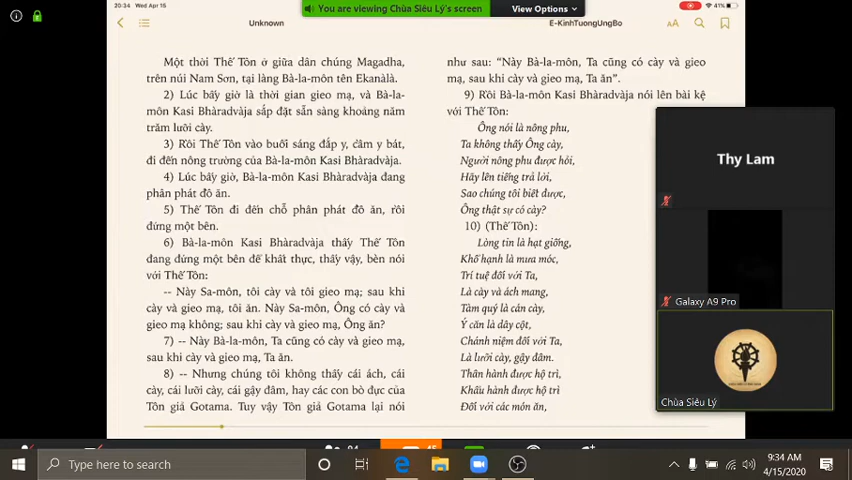 20:34 Wed Apr 15
You are viewing Chùa Siêu Lý's screen
View Options
41%
Unknown
E-KinhTuongUngBo
AA
Một thời Thế Tôn ở giữa dân chúng Magadha,
trên núi Nam Sơn, tại làng Bà-la-môn tên Ekanàlà.
2) Lúc bấy giờ là thời gian gieo mạ, và Bà-la-
môn Kasi Bhàradvàja sắp đặt sẵn sàng khoảng năm
trăm lưỡi cày.
3) Rồi Thế Tôn vào buổi sáng đắp y, cầm y bát,
đi đến nông trường của Bà-la-môn Kasi Bhàradvàja.
4) Lúc bấy giờ, Bà-la-môn Kasi Bhàradvàja đang
phân phát đồ ăn.
5) Thế Tôn đi đến chỗ phân phát đồ ăn, rồi
đứng một bên.
6) Bà-la-môn Kasi Bhàradvàja thấy Thế Tôn
đang đứng một bên để khất thực, thấy vậy, bèn nói
với Thế Tôn:
-- Này Sa-môn, tôi cày và tôi gieo mạ; sau khi
cày và gieo mạ, tôi ăn. Này Sa-môn, Ông có cày và
gieo mạ không; sau khi cày và gieo mạ, Ông ăn?
7) -- Này Bà-la-môn, Ta cũng có cày và gieo mạ,
sau khi cày và gieo mạ, Ta ăn.
8) -- Nhưng chúng tôi không thấy cái ách, cái
cày, cái lưỡi cày, cái gậy đâm, hay các con bò đực của
Tôn giả Gotama. Tuy vậy Tôn giả Gotama lại nói
như sau: “Này Bà-la-môn, Ta cũng có cày và gieo
mạ, sau khi cày và gieo mạ, Ta ăn”.
9) Rồi Bà-la-môn Kasi Bhàradvàja nói lên bài kệ
với Thế Tôn:
Ông nói là nông phu,
Ta không thấy Ông cày,
Người nông phu được hỏi,
Hãy lên tiếng trả lời,
Sao chúng tôi biết được,
Ông thật sự có cày?
10) (Thế Tôn):
Lòng tin là hạt giống,
Khổ hạnh là mưa móc,
Trí tuệ đối với Ta,
Là cày và ách mang,
Tàm quý là cán cày,
Ý căn là dây cột,
Chánh niệm đối với Ta,
Là lưỡi cày, gậy đâm.
Thân hành được hộ trì,
Khẩu hành được hộ trì
Đối với các món ăn,
Thy Lam
Galaxy A9 Pro
Chùa Siêu Lý
Type here to search
9:34 AM
4/15/2020